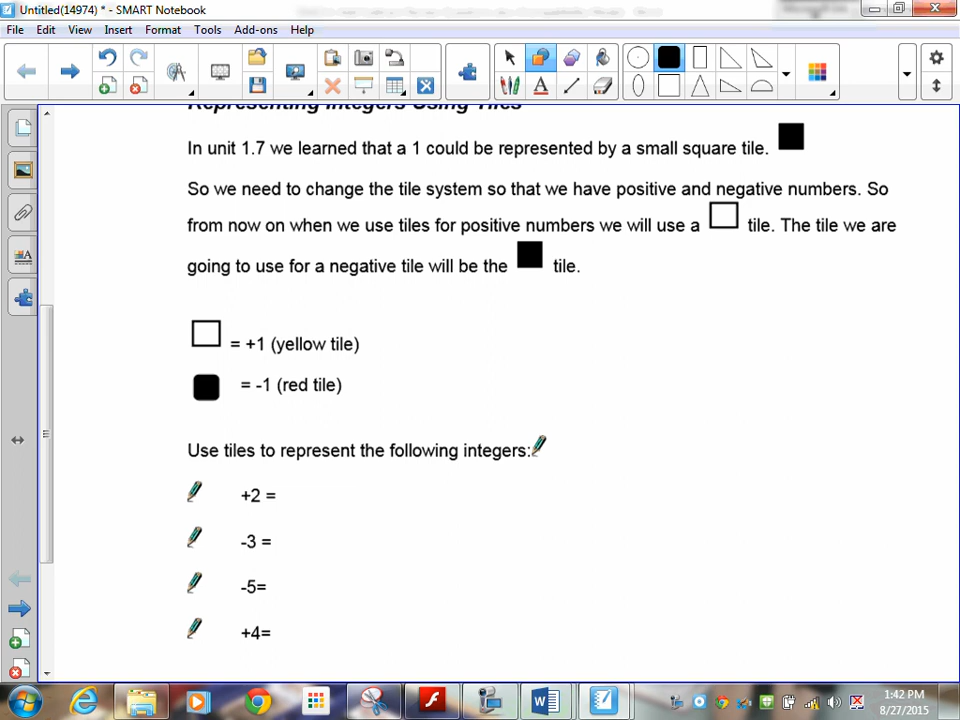 Untitled(14974) * - SMART Notebook
File Edit View Insert Format Tools Add-ons Help
Representing Integers Using Tiles
In unit 1.7 we learned that a 1 could be represented by a small square tile.
So we need to change the tile system so that we have positive and negative numbers. So
from now on when we use tiles for positive numbers we will use a tile. The tile we are
going to use for a negative tile will be the tile.
= +1 (yellow tile)
= -1 (red tile)
Use tiles to represent the following integers:
+2 =
-3 =
-5=
+4=
1:42 PM
8/27/2015